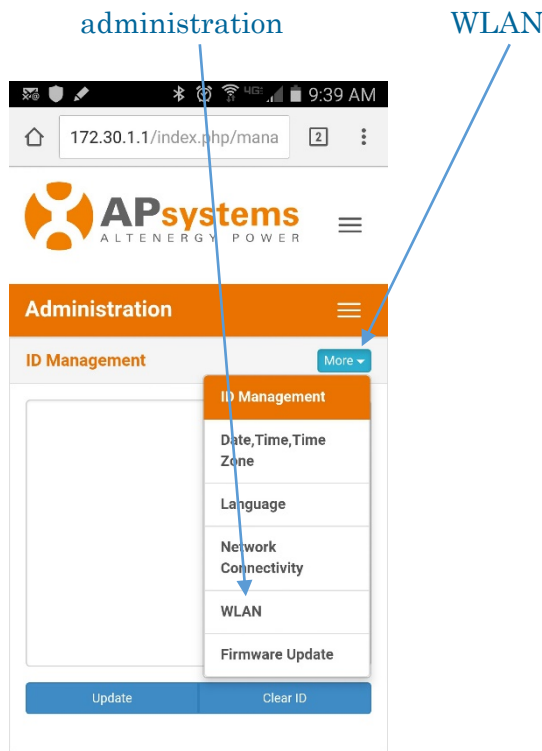 administration
WLAN
4G
9:39 AM
172.30.1.1/index.php/mana
2
APsystems
ALTENERGY POWER
Administration
ID Management
More
ID Management
Date,Time,Time
Zone
Language
Network
Connectivity
WLAN
Firmware Update
Update
Clear ID